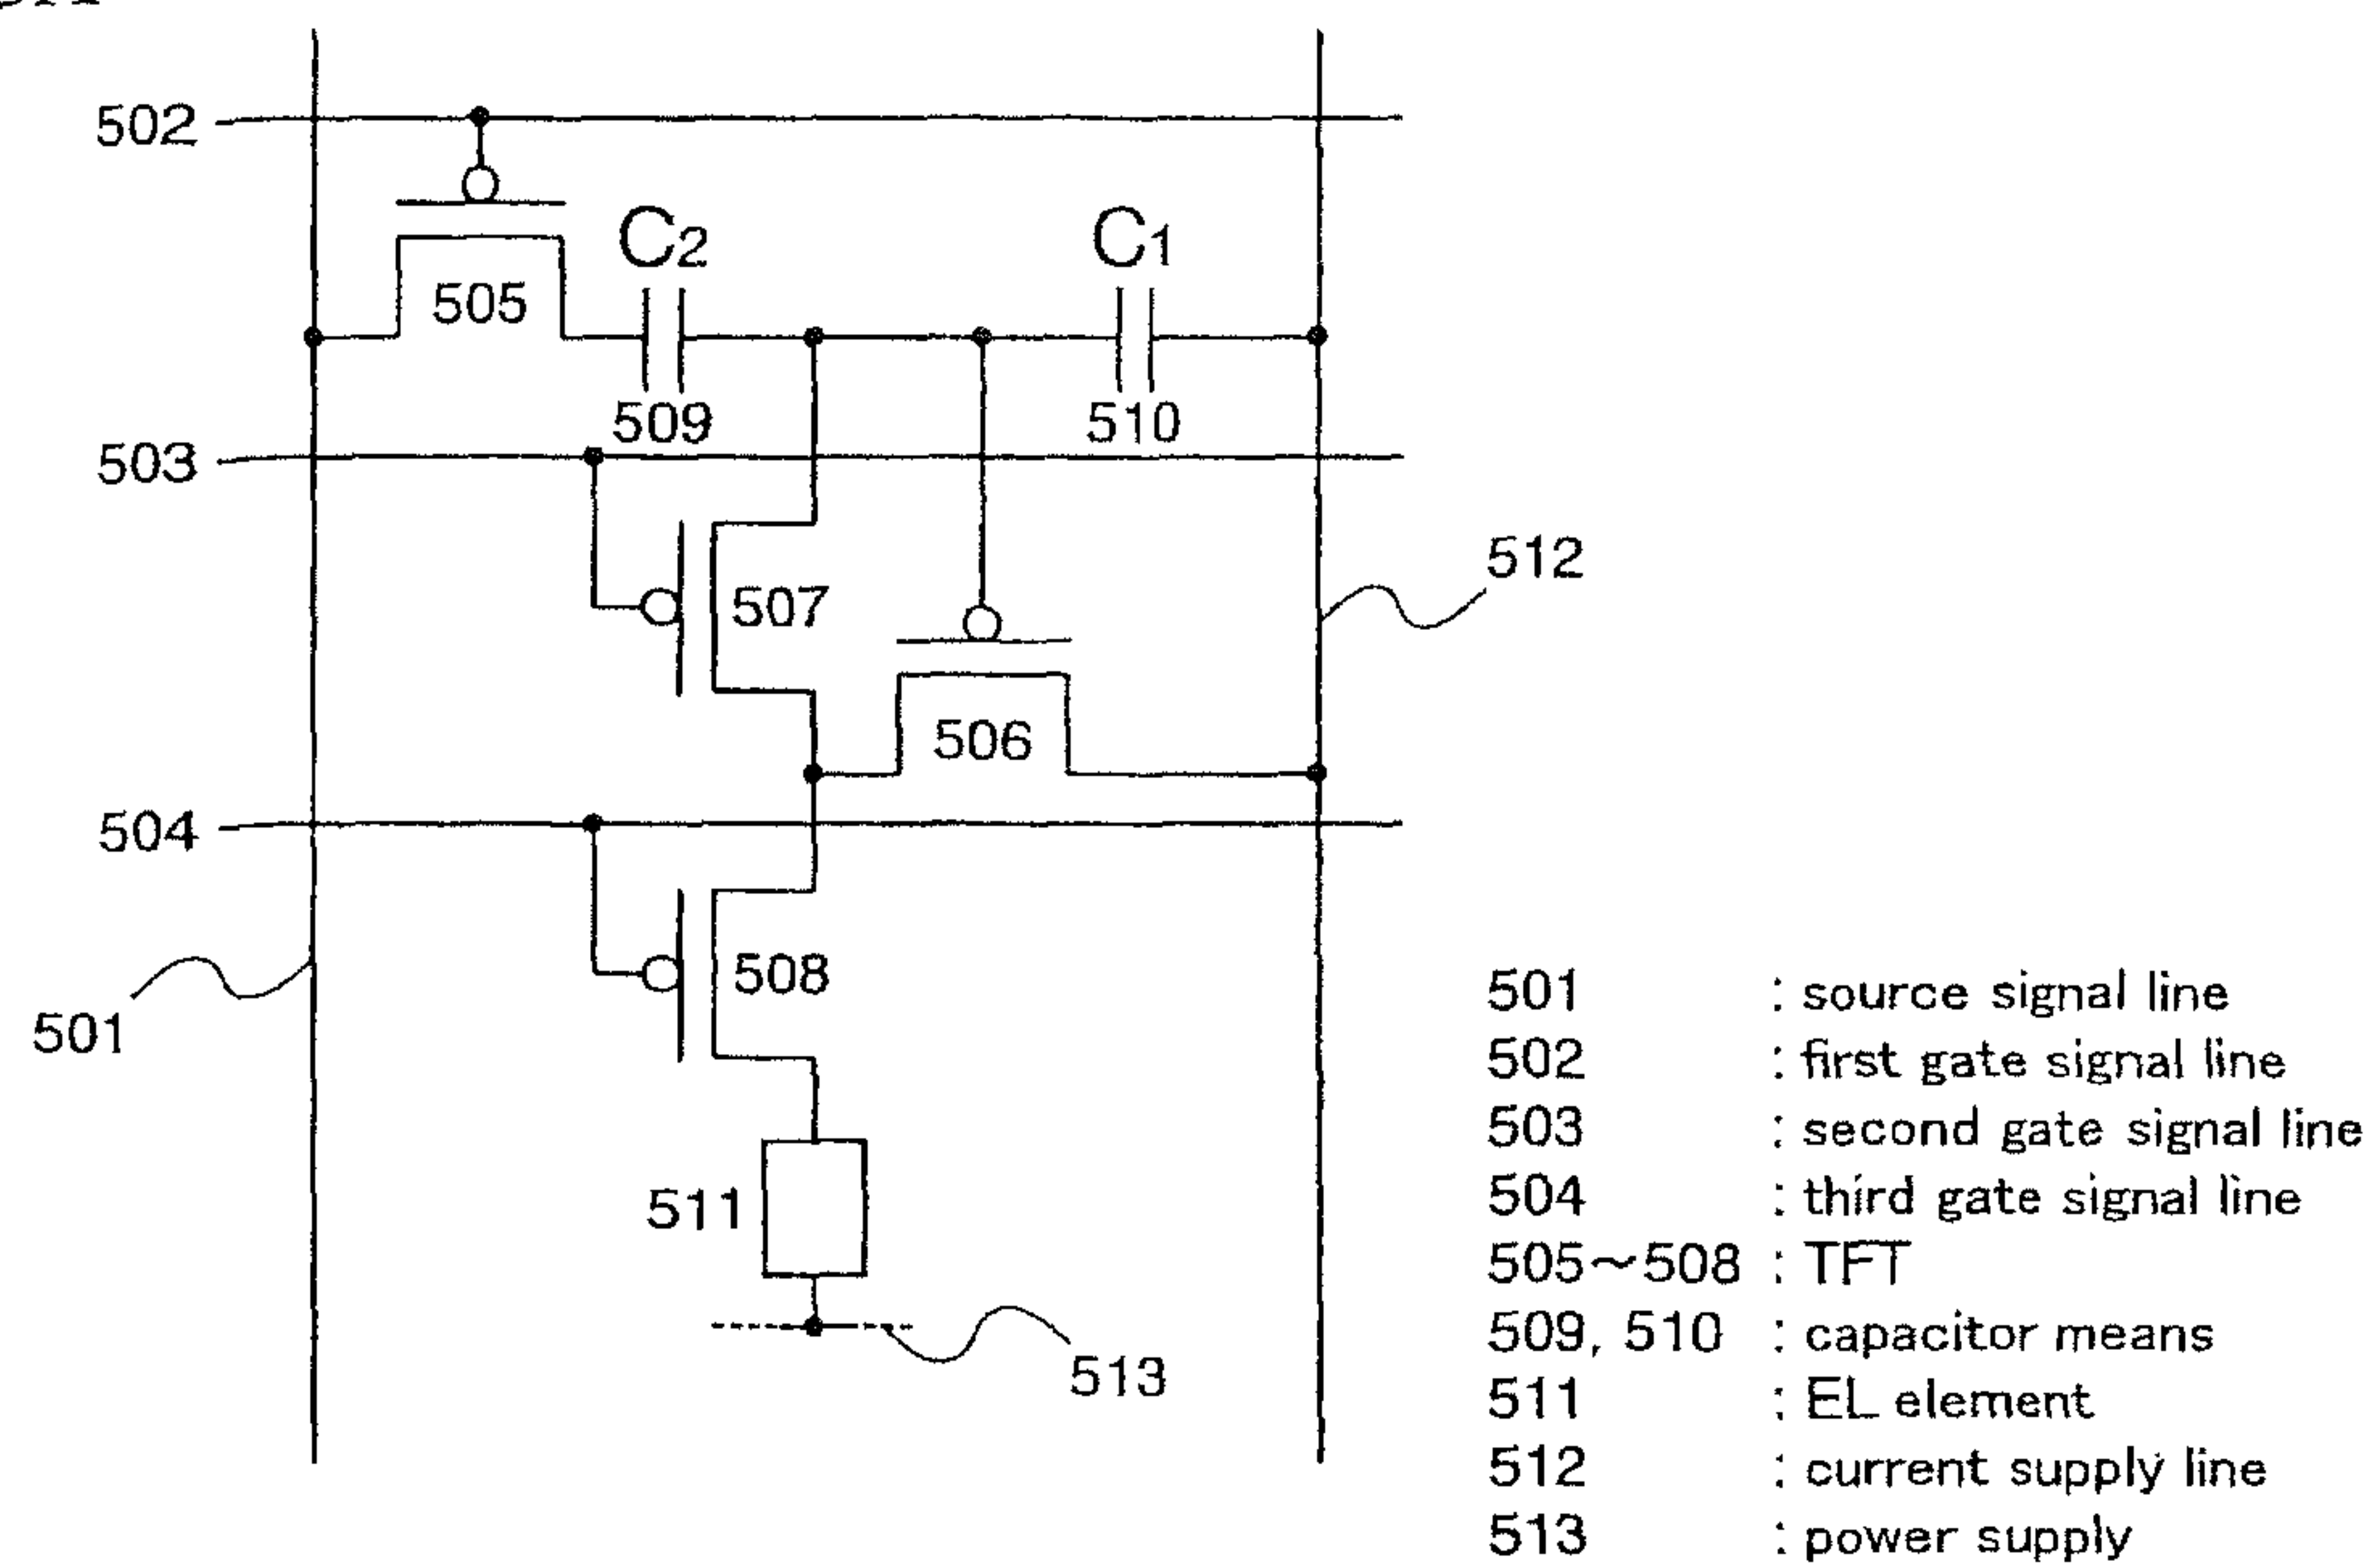 502
C2
C1
505
509
510
503
507
512
506
504
508
501
511
513
501 : source signal line
502 : first gate signal line
503 : second gate signal line
504 : third gate signal line
505~508 : TFT
509, 510 : capacitor means
511 : EL element
512 : current supply line
513 : power supply